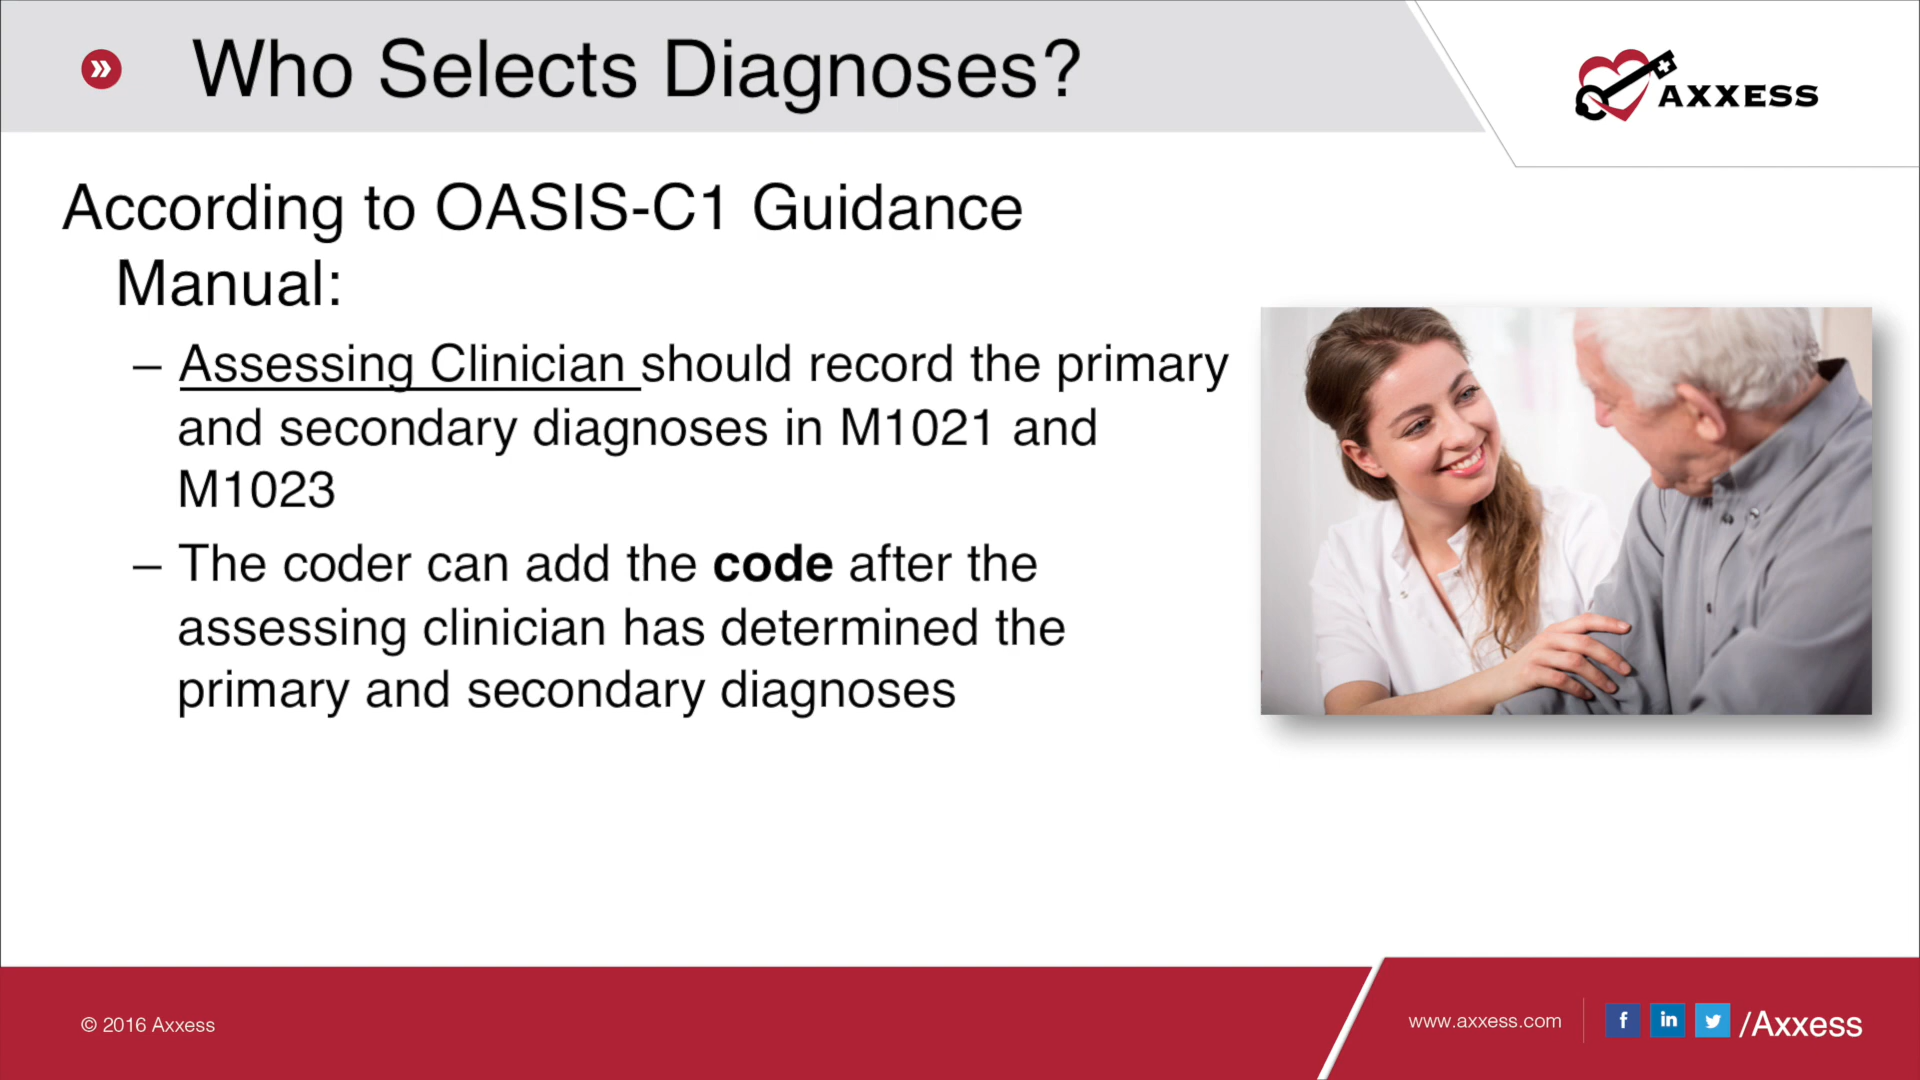 Who Selects Diagnoses?
AXXESS
According to OASIS-C1 Guidance
Manual:
– Assessing Clinician should record the primary
and secondary diagnoses in M1021 and
M1023
– The coder can add the code after the
assessing clinician has determined the
primary and secondary diagnoses
© 2016 Axxess
www.axxess.com
f in /Axxess